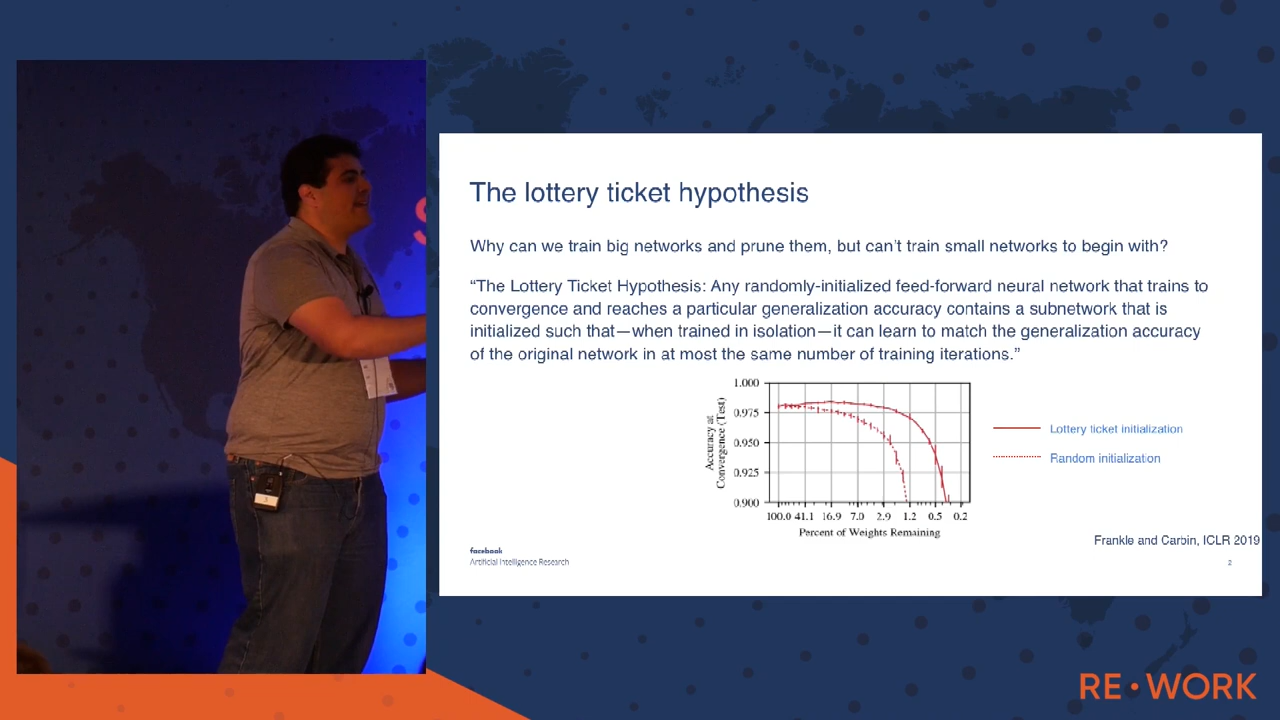 The lottery ticket hypothesis
Why can we train big networks and prune them, but can't train small networks to begin with?
“The Lottery Ticket Hypothesis: Any randomly-initialized feed-forward neural network that trains to
convergence and reaches a particular generalization accuracy contains a subnetwork that is
initialized such that—when trained in isolation—it can learn to match the generalization accuracy
of the original network in at most the same number of training iterations.”
1.000
0.975
0.950
0.925
0.900
Accuracy at
Convergence (Test)
100.0 41.1 16.9 7.0 2.9 1.2 0.5 0.2
Percent of Weights Remaining
Lottery ticket initialization
Random initialization
Frankle and Carbin, ICLR 2019
facebook
Artificial Intelligence Research
2
RE•WORK